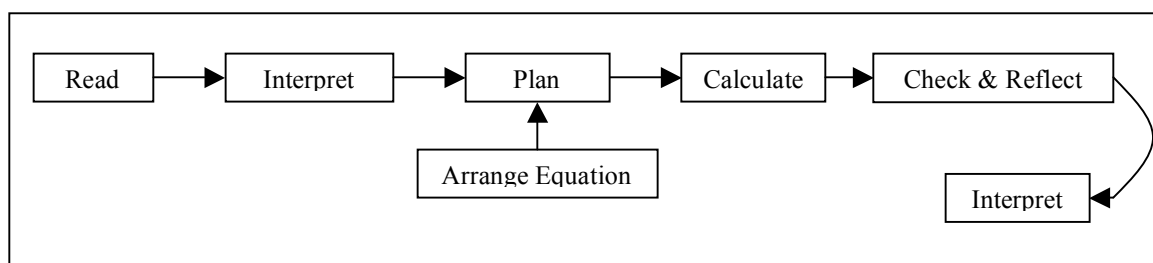 Read
Interpret
Plan
Calculate
Check & Reflect
Arrange Equation
Interpret